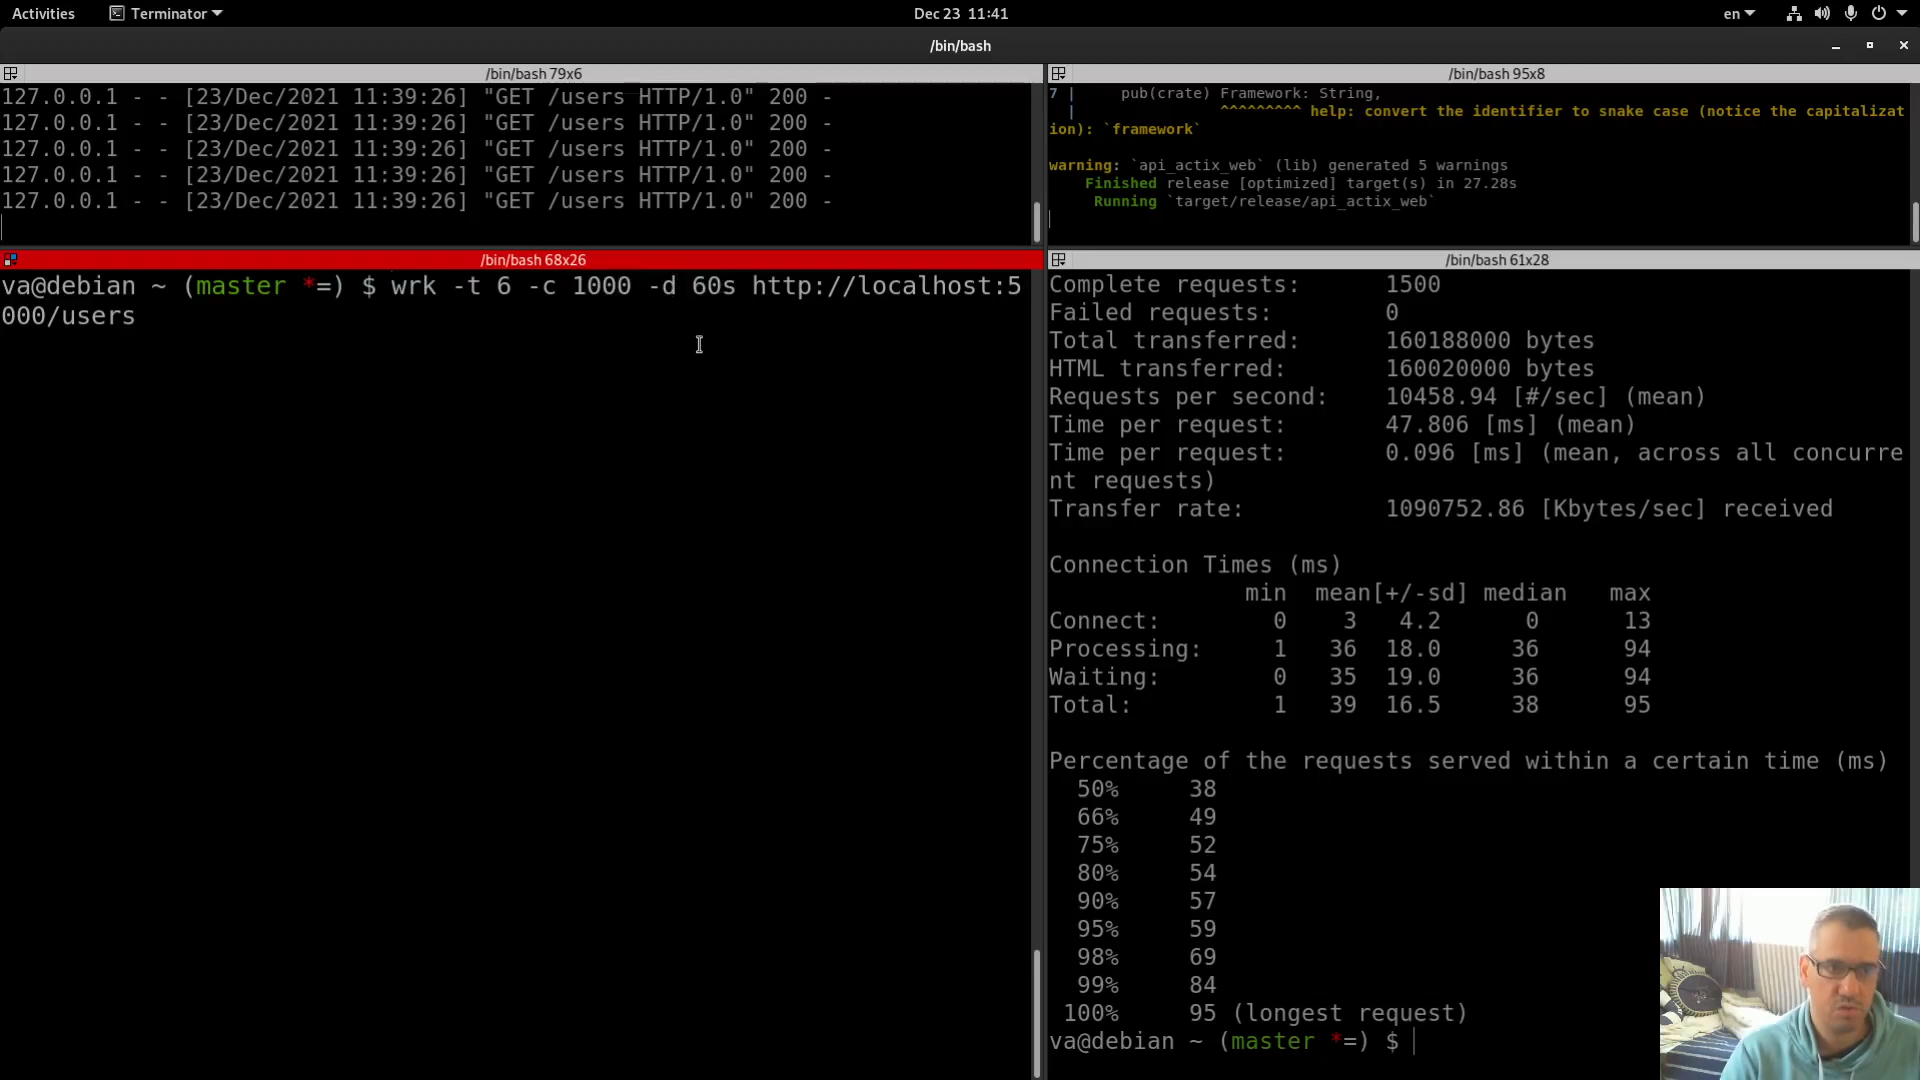 Activities Terminator Dec 23 11:41 en
/bin/bash
/bin/bash 79x6
127.0.0.1 - - [23/Dec/2021 11:39:26] "GET /users HTTP/1.0" 200 -
127.0.0.1 - - [23/Dec/2021 11:39:26] "GET /users HTTP/1.0" 200 -
127.0.0.1 - - [23/Dec/2021 11:39:26] "GET /users HTTP/1.0" 200 -
127.0.0.1 - - [23/Dec/2021 11:39:26] "GET /users HTTP/1.0" 200 -
127.0.0.1 - - [23/Dec/2021 11:39:26] "GET /users HTTP/1.0" 200 -
/bin/bash 95x8
7 | pub(crate) Framework: String,
| ^^^^^^^^^ help: convert the identifier to snake case (notice the capitalizat
ion): `framework`
warning: `api_actix_web` (lib) generated 5 warnings
Finished release [optimized] target(s) in 27.28s
Running `target/release/api_actix_web`
/bin/bash 68x26
va@debian ~ (master *=) $ wrk -t 6 -c 1000 -d 60s http://localhost:5
000/users
/bin/bash 61x28
Complete requests: 1500
Failed requests: 0
Total transferred: 160188000 bytes
HTML transferred: 160020000 bytes
Requests per second: 10458.94 [#/sec] (mean)
Time per request: 47.806 [ms] (mean)
Time per request: 0.096 [ms] (mean, across all concurre
nt requests)
Transfer rate: 1090752.86 [Kbytes/sec] received
Connection Times (ms)
min mean[+/-sd] median max
Connect: 0 3 4.2 0 13
Processing: 1 36 18.0 36 94
Waiting: 0 35 19.0 36 94
Total: 1 39 16.5 38 95
Percentage of the requests served within a certain time (ms)
50% 38
66% 49
75% 52
80% 54
90% 57
95% 59
98% 69
99% 84
100% 95 (longest request)
va@debian ~ (master *=) $